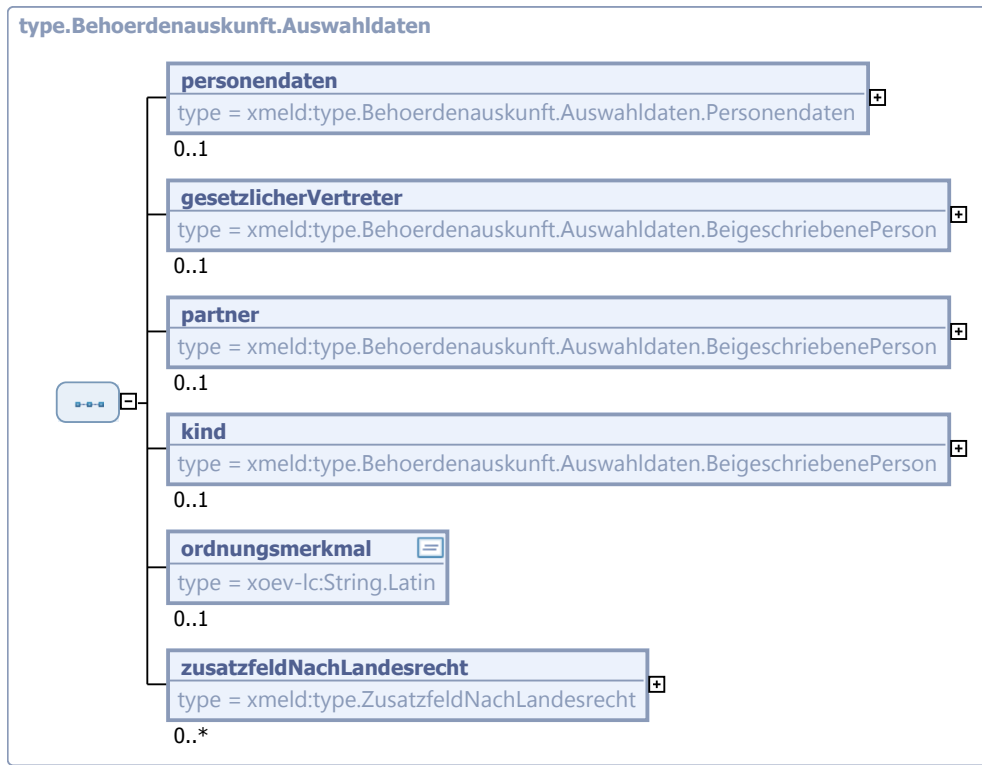 type.Behoerdenauskunft.Auswahldaten
personendaten
type = xmeld:type.Behoerdenauskunft.Auswahldaten.Personendaten
0..1
gesetzlicherVertreter
type = xmeld:type.Behoerdenauskunft.Auswahldaten.BeigeschriebenePerson
0..1
partner
type = xmeld:type.Behoerdenauskunft.Auswahldaten.BeigeschriebenePerson
0..1
kind
type = xmeld:type.Behoerdenauskunft.Auswahldaten.BeigeschriebenePerson
0..1
ordnungsmerkmal
type = xoev-lc:String.Latin
0..1
zusatzfeldNachLandesrecht
type = xmeld:type.ZusatzfeldNachLandesrecht
0..*